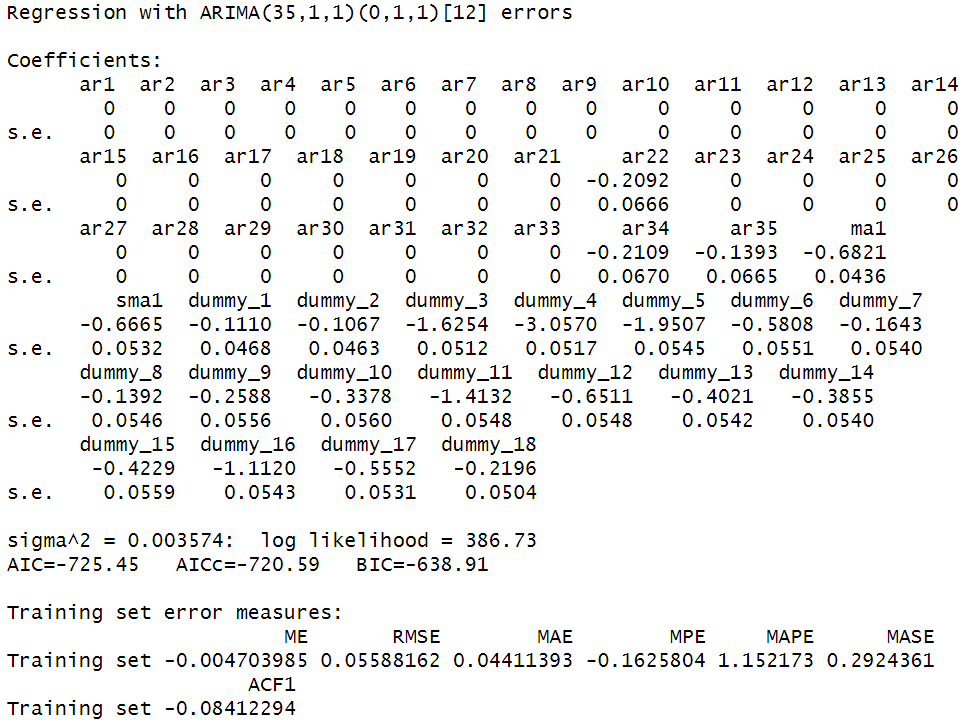 Regression with ARIMA(35,1,1)(0,1,1)[12] errors
Coefficients:
ar1 ar2 ar3 ar4 ar5 ar6 ar7 ar8 ar9 ar10 ar11 ar12 ar13 ar14
0 0 0 0 0 0 0 0 0 0 0 0 0 0
s.e. 0 0 0 0 0 0 0 0 0 0 0 0 0 0
ar15 ar16 ar17 ar18 ar19 ar20 ar21 ar22 ar23 ar24 ar25 ar26
0 0 0 0 0 0 0 -0.2092 0 0 0 0
s.e. 0 0 0 0 0 0 0 0.0666 0 0 0 0
ar27 ar28 ar29 ar30 ar31 ar32 ar33 ar34 ar35 ma1
0 0 0 0 0 0 0 -0.2109 -0.1393 -0.6821
s.e. 0 0 0 0 0 0 0 0.0670 0.0665 0.0436
sma1 dummy_1 dummy_2 dummy_3 dummy_4 dummy_5 dummy_6 dummy_7
-0.6665 -0.1110 -0.1067 -1.6254 -3.0570 -1.9507 -0.5808 -0.1643
s.e. 0.0532 0.0468 0.0463 0.0512 0.0517 0.0545 0.0551 0.0540
dummy_8 dummy_9 dummy_10 dummy_11 dummy_12 dummy_13 dummy_14
-0.1392 -0.2588 -0.3378 -1.4132 -0.6511 -0.4021 -0.3855
s.e. 0.0546 0.0556 0.0560 0.0548 0.0548 0.0542 0.0540
dummy_15 dummy_16 dummy_17 dummy_18
-0.4229 -1.1120 -0.5552 -0.2196
s.e. 0.0559 0.0543 0.0531 0.0504
sigma^2 = 0.003574: log likelihood = 386.73
AIC=-725.45 AICc=-720.59 BIC=-638.91
Training set error measures:
ME RMSE MAE MPE MAPE MASE
Training set -0.004703985 0.05588162 0.04411393 -0.1625804 1.152173 0.2924361
ACF1
Training set -0.08412294